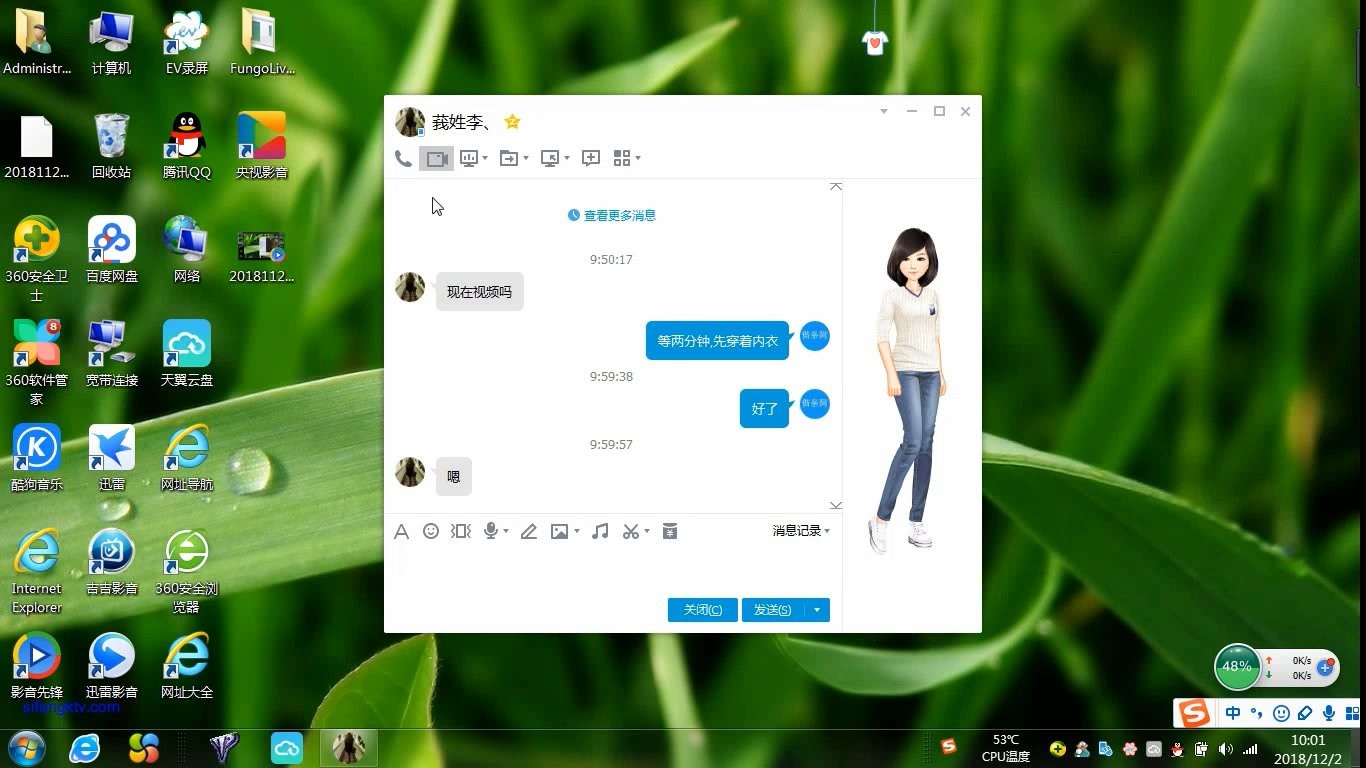 Administr...
计算机
EV录屏
FungoLiv...
2018112...
回收站
腾讯QQ
央视影音
360安全卫
士
百度网盘
网络
2018112...
8
360软件管
家
宽带连接
天翼云盘
酷狗音乐
迅雷
网址导航
Internet
Explorer
吉吉影音
360安全浏
览器
影音先锋
迅雷影音
网址大全
sifangktv.com
莪姓李、
查看更多消息
9:50:17
现在视频吗
等两分钟,先穿着内衣
借条网
9:59:38
好了
借条网
9:59:57
嗯
消息记录
关闭(C)
发送(S)
48%
0K/s
0K/s
中
53℃
CPU温度
10:01
2018/12/2